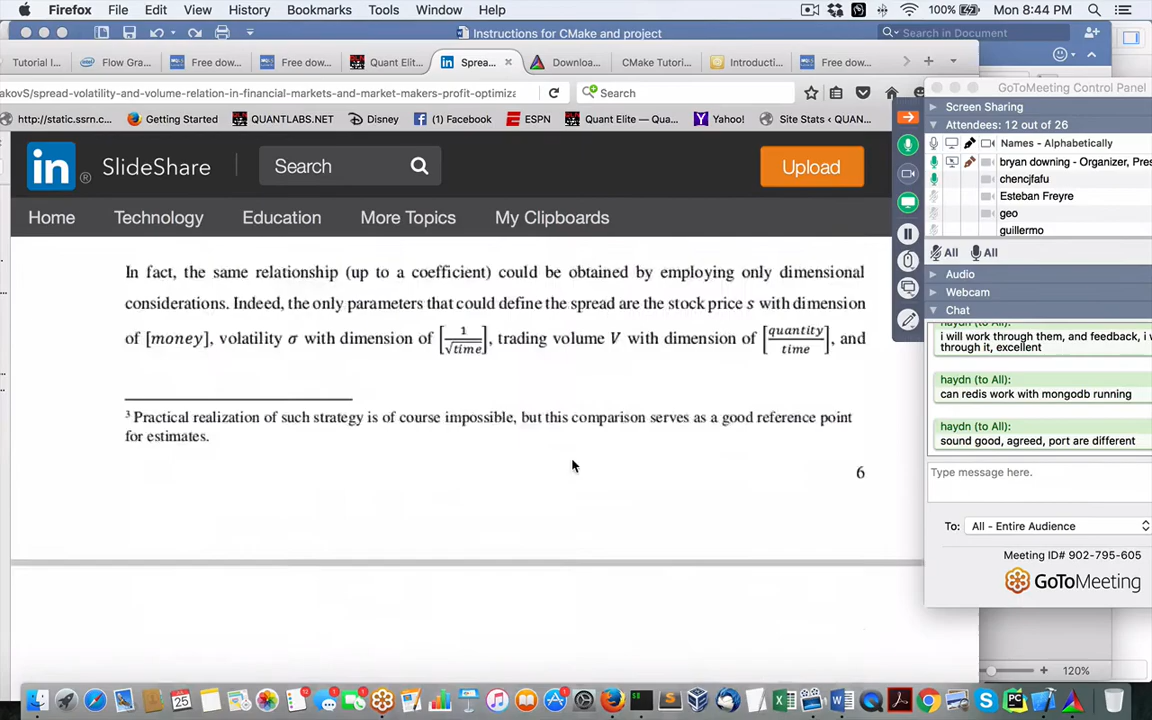 Firefox File Edit View History Bookmarks Tools Window Help 100% Mon 8:44 PM
Instructions for CMake and project
Search in Document
Tutorial I... Flow Gra... Free dow... Free dow... Quant Elit... Sprea... Downloa... CMake Tutori... Introducti... Free dow...
akovS/spread-volatility-and-volume-relation-in-financial-markets-and-market-makers-profit-optimiza
Search
http://static.ssrn.c... Getting Started QUANTLABS.NET Disney (1) Facebook ESPN Quant Elite — Qua... Yahoo! Site Stats ‹ QUAN...
in ® SlideShare Search Upload
Home Technology Education More Topics My Clipboards
In fact, the same relationship (up to a coefficient) could be obtained by employing only dimensional
considerations. Indeed, the only parameters that could define the spread are the stock price s with dimension
of [money], volatility σ with dimension of [1/√time], trading volume V with dimension of [quantity/time], and
³ Practical realization of such strategy is of course impossible, but this comparison serves as a good reference point
for estimates.
6
GoToMeeting Control Panel
Screen Sharing
Attendees: 12 out of 26
Names - Alphabetically
bryan downing - Organizer, Pres
chencjfafu
Esteban Freyre
geo
guillermo
All All
Audio
Webcam
Chat
haydn (to All):
i will work through them, and feedback, i w
through it, excellent
haydn (to All):
can redis work with mongodb running
haydn (to All):
sound good, agreed, port are different
Type message here.
To: All - Entire Audience
Meeting ID# 902-795-605
GoToMeeting
120%